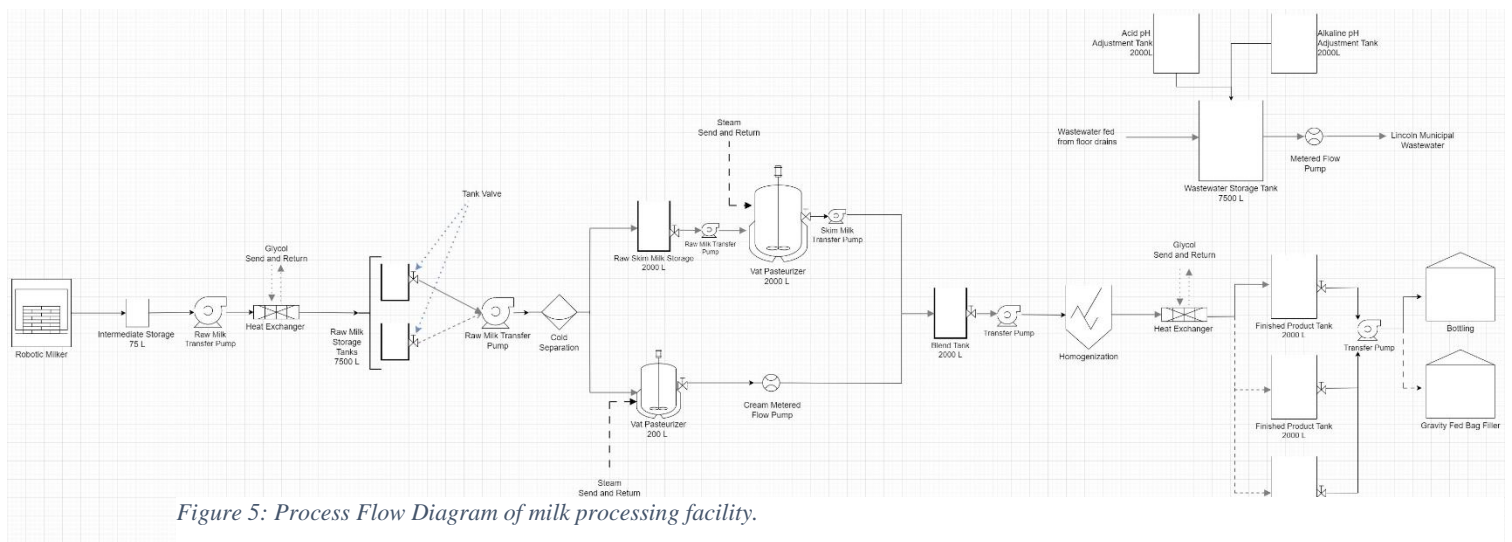 Acid pH
Adjustment Tank
2000L
Alkaline pH
Adjustment Tank
2000L
Wastewater fed
from floor drains
Wastewater Storage Tank
7500 L
Metered Flow
Pump
Lincoln Municipal
Wastewater
Robotic Milker
Intermediate Storage
75 L
Raw Milk
Transfer Pump
Glycol
Send and Return
Heat Exchanger
Raw Milk
Storage
Tanks
7500 L
Tank Valve
Raw Milk Transfer
Pump
Cold
Separation
Steam
Send and Return
Raw Skim Milk Storage
2000 L
Raw Milk Transfer
Pump
Vat Pasteurizer
2000 L
Skim Milk
Transfer Pump
Vat Pasteurizer
200 L
Steam
Send and Return
Cream Metered
Flow Pump
Blend Tank
2000 L
Transfer Pump
Homogenization
Glycol
Send and Return
Heat Exchanger
Finished Product Tank
2000 L
Finished Product Tank
2000 L
Transfer Pump
Bottling
Gravity Fed Bag Filler
Figure 5: Process Flow Diagram of milk processing facility.